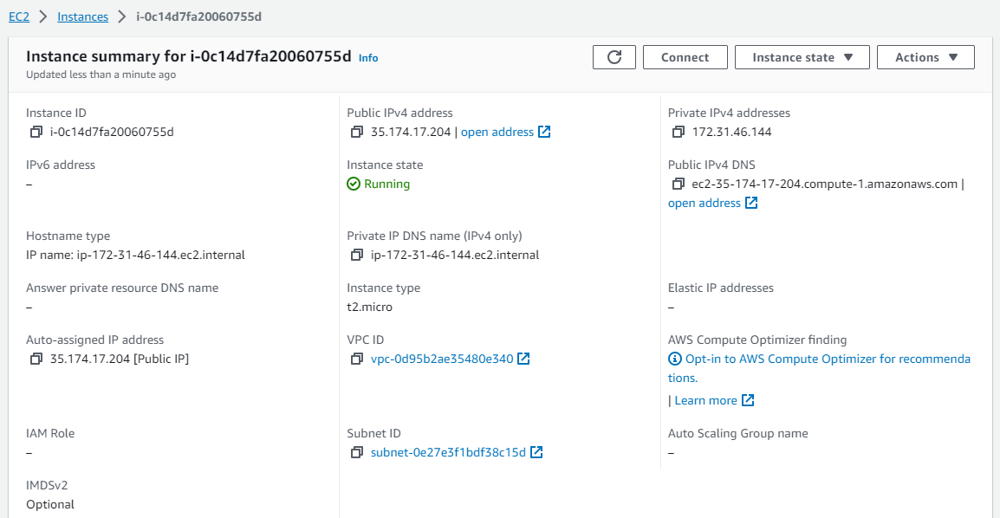 EC2 > Instances > i-0c14d7fa20060755d
Instance summary for i-0c14d7fa20060755d Info
Updated less than a minute ago
Connect
Instance state
Actions
Instance ID
i-0c14d7fa20060755d
Public IPv4 address
35.174.17.204 | open address
Private IPv4 addresses
172.31.46.144
IPv6 address
–
Instance state
Running
Public IPv4 DNS
ec2-35-174-17-204.compute-1.amazonaws.com |
open address
Hostname type
IP name: ip-172-31-46-144.ec2.internal
Private IP DNS name (IPv4 only)
ip-172-31-46-144.ec2.internal
Answer private resource DNS name
–
Instance type
t2.micro
Elastic IP addresses
–
Auto-assigned IP address
35.174.17.204 [Public IP]
VPC ID
vpc-0d95b2ae35480e340
AWS Compute Optimizer finding
Opt-in to AWS Compute Optimizer for recommenda
tions.
| Learn more
IAM Role
–
Subnet ID
subnet-0e27e3f1bdf38c15d
Auto Scaling Group name
–
IMDSv2
Optional